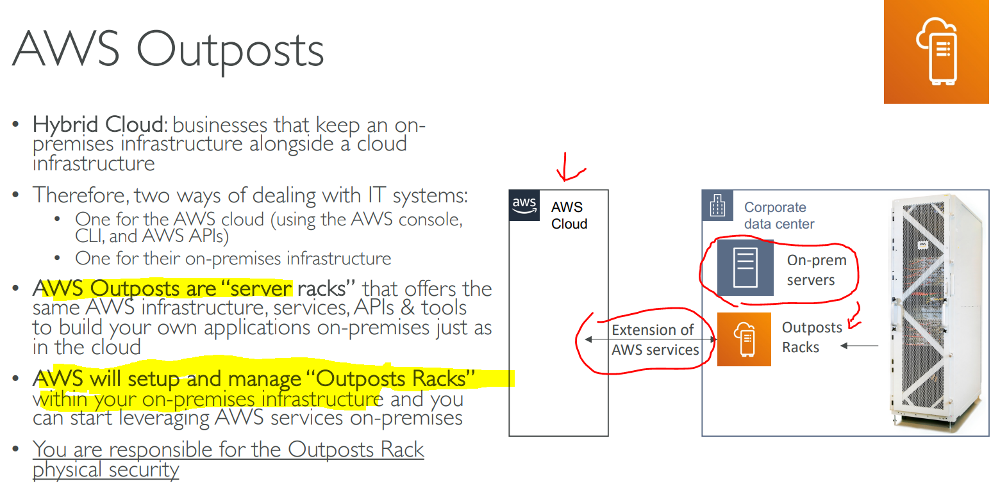 AWS Outposts
• Hybrid Cloud: businesses that keep an on-
premises infrastructure alongside a cloud
infrastructure
• Therefore, two ways of dealing with IT systems:
• One for the AWS cloud (using the AWS console,
CLI, and AWS APIs)
• One for their on-premises infrastructure
• AWS Outposts are “server racks” that offers the
same AWS infrastructure, services, APIs & tools
to build your own applications on-premises just as
in the cloud
• AWS will setup and manage “Outposts Racks”
within your on-premises infrastructure and you
can start leveraging AWS services on-premises
• You are responsible for the Outposts Rack
physical security
aws
AWS
Cloud
Extension of
AWS services
Corporate
data center
On-prem
servers
Outposts
Racks
aws